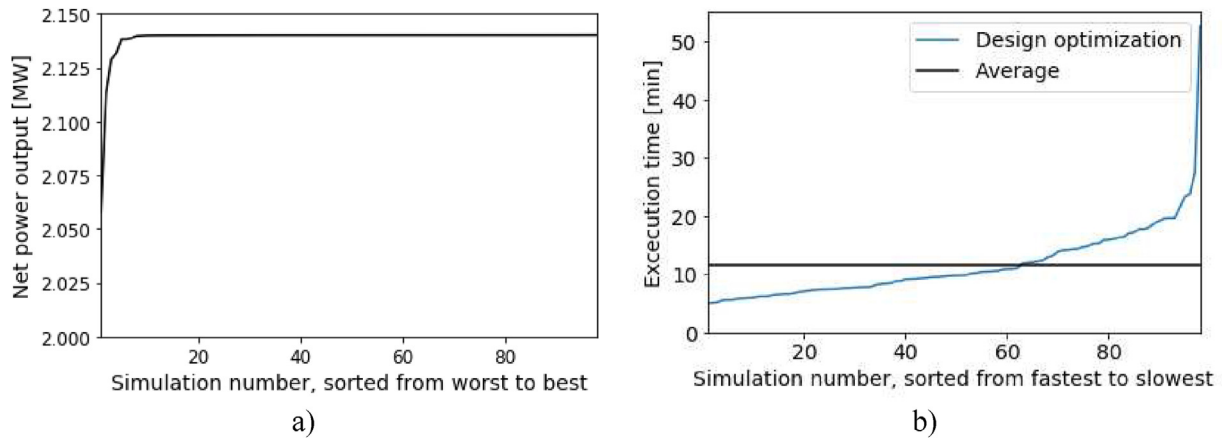 2.150
2.125
2.100
2.075
2.050
2.025
2.000
Net power output [MW]
20 40 60 80
Simulation number, sorted from worst to best
a)
50
40
30
20
10
0
Excecution time [min]
Design optimization
Average
20 40 60 80
Simulation number, sorted from fastest to slowest
b)